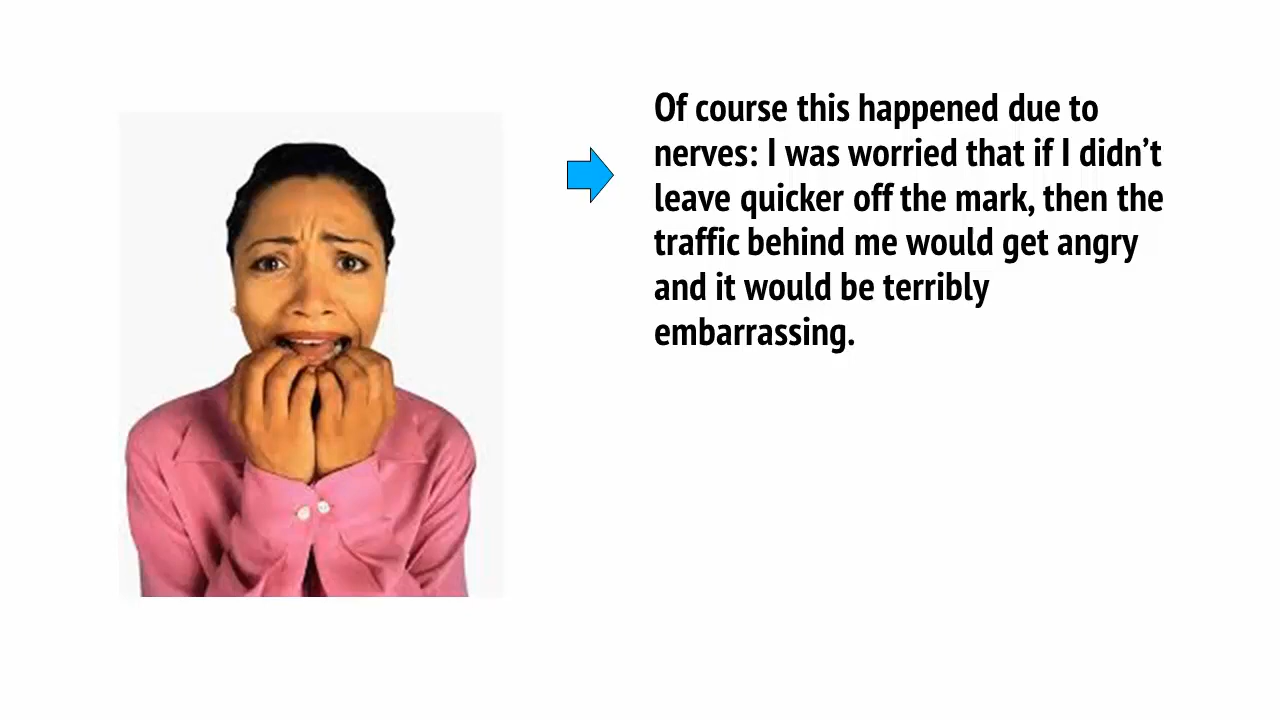 Of course this happened due to
nerves: I was worried that if I didn’t
leave quicker off the mark, then the
traffic behind me would get angry
and it would be terribly
embarrassing.